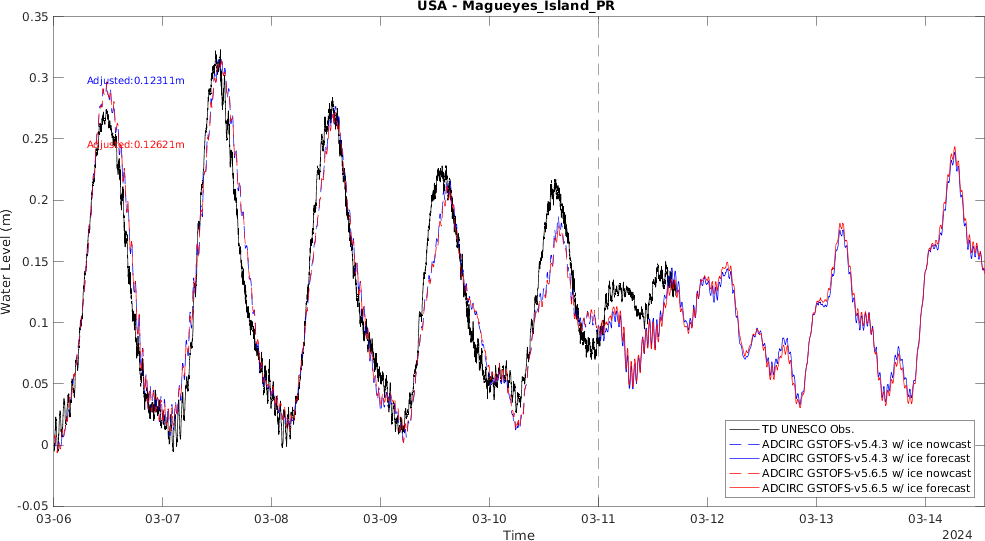 USA - Magueyes_Island_PR
0.35
0.3
0.25
0.2
0.15
0.1
0.05
0
-0.05
Water Level (m)
Adjusted:0.12311m
Adjusted:0.12621m
TD UNESCO Obs.
ADCIRC GSTOFS-v5.4.3 w/ ice nowcast
ADCIRC GSTOFS-v5.4.3 w/ ice forecast
ADCIRC GSTOFS-v5.6.5 w/ ice nowcast
ADCIRC GSTOFS-v5.6.5 w/ ice forecast
03-06 03-07 03-08 03-09 03-10 03-11 03-12 03-13 03-14
Time
2024